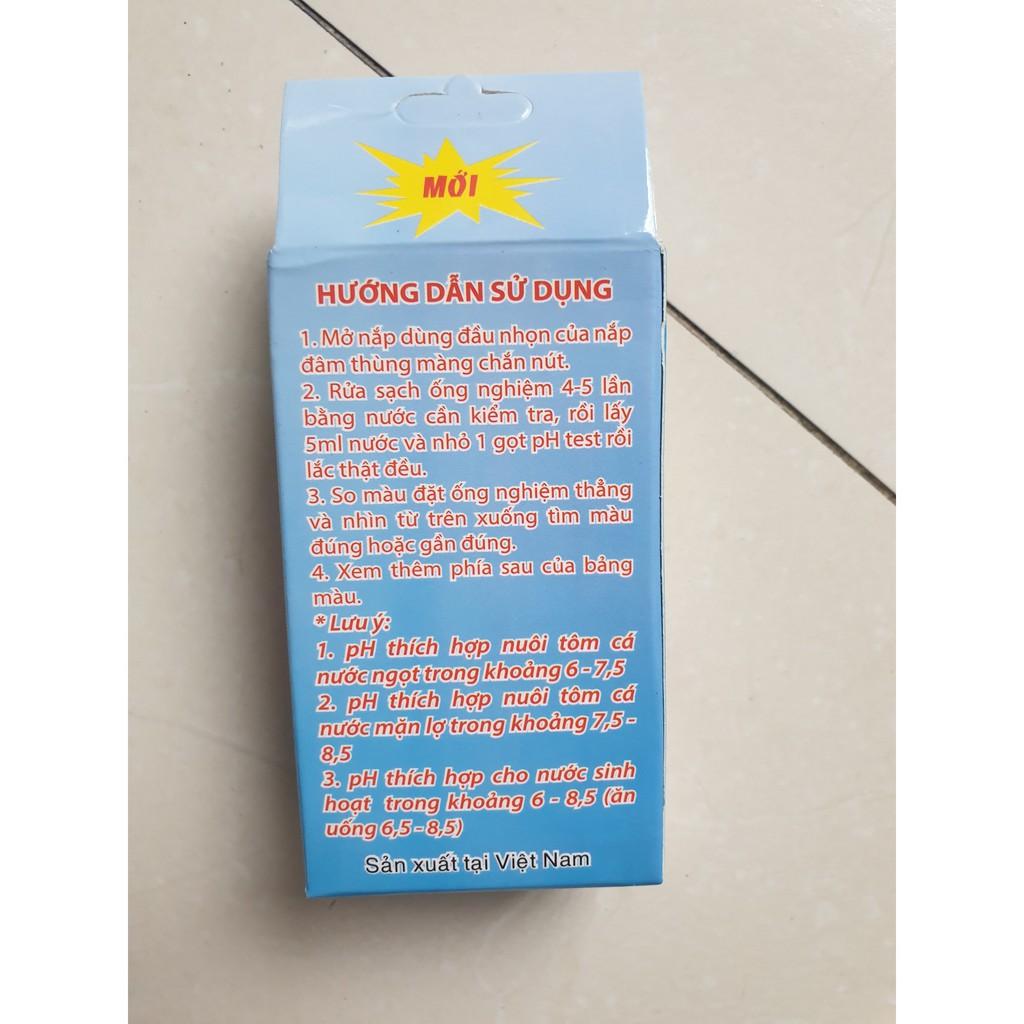 MỚI
HƯỚNG DẪN SỬ DỤNG
1. Mở nắp dùng đầu nhọn của nắp
đâm thùng màng chắn nút.
2. Rửa sạch ống nghiệm 4-5 lần
bằng nước cần kiểm tra, rồi lấy
5ml nước và nhỏ 1 gọt pH test rồi
lắc thật đều.
3. So màu đặt ống nghiệm thẳng
và nhìn từ trên xuống tìm màu
đúng hoặc gần đúng.
4. Xem thêm phía sau của bảng
màu.
* Lưu ý:
1. pH thích hợp nuôi tôm cá
nước ngọt trong khoảng 6 - 7,5
2. pH thích hợp nuôi tôm cá
nước mặn lợ trong khoảng 7,5 -
8,5
3. pH thích hợp cho nước sinh
hoạt trong khoảng 6 - 8,5 (ăn
uống 6,5 - 8,5)
Sản xuất tại Việt Nam